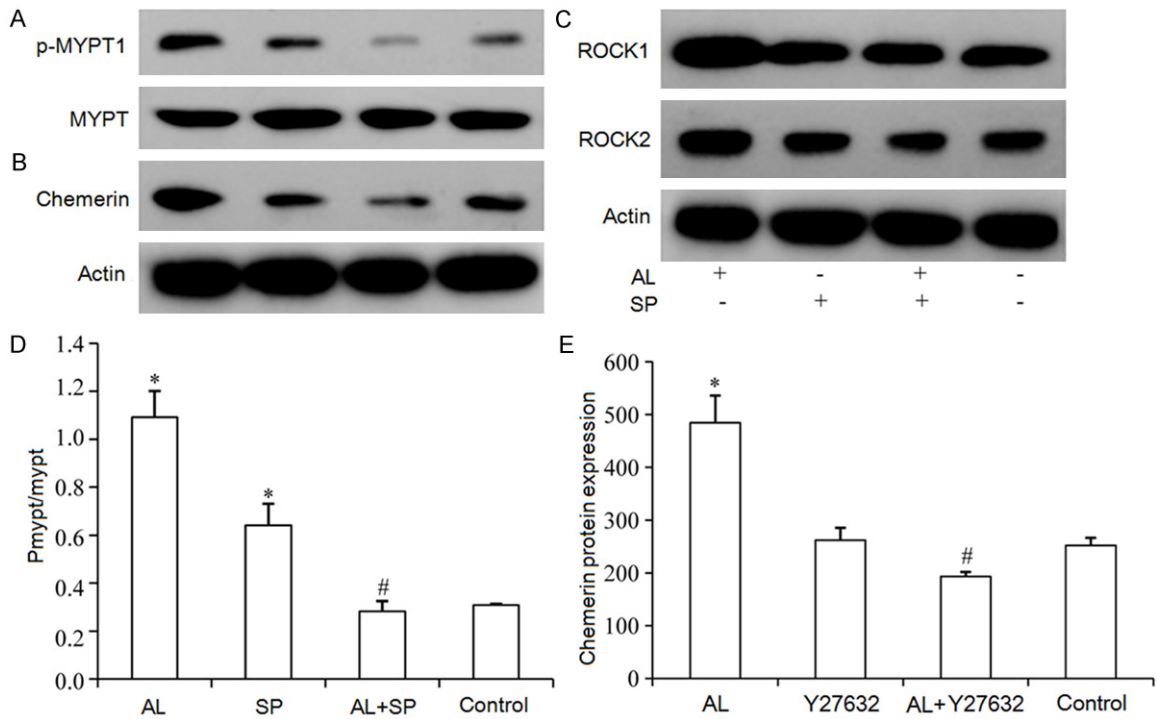 A
p-MYPT1
MYPT
B
Chemerin
Actin
C
ROCK1
ROCK2
Actin
AL + - + -
SP - + + -
D
Pmypt/mypt
1.4
1.2
1.0
0.8
0.6
0.4
0.2
0.0
*
*
#
AL SP AL+SP Control
E
Chemerin protein expression
600
500
400
300
200
100
0
*
#
AL Y27632 AL+Y27632 Control